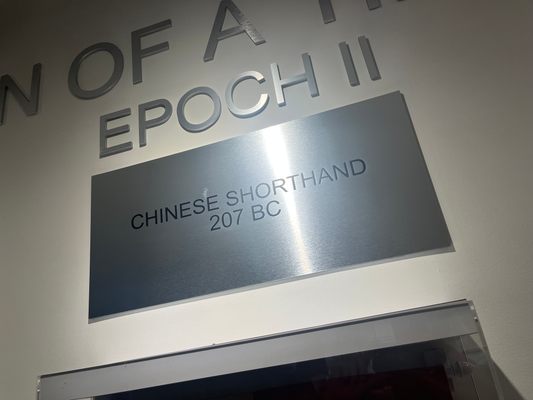 OF A
EPOCH II
CHINESE SHORTHAND
207 BC